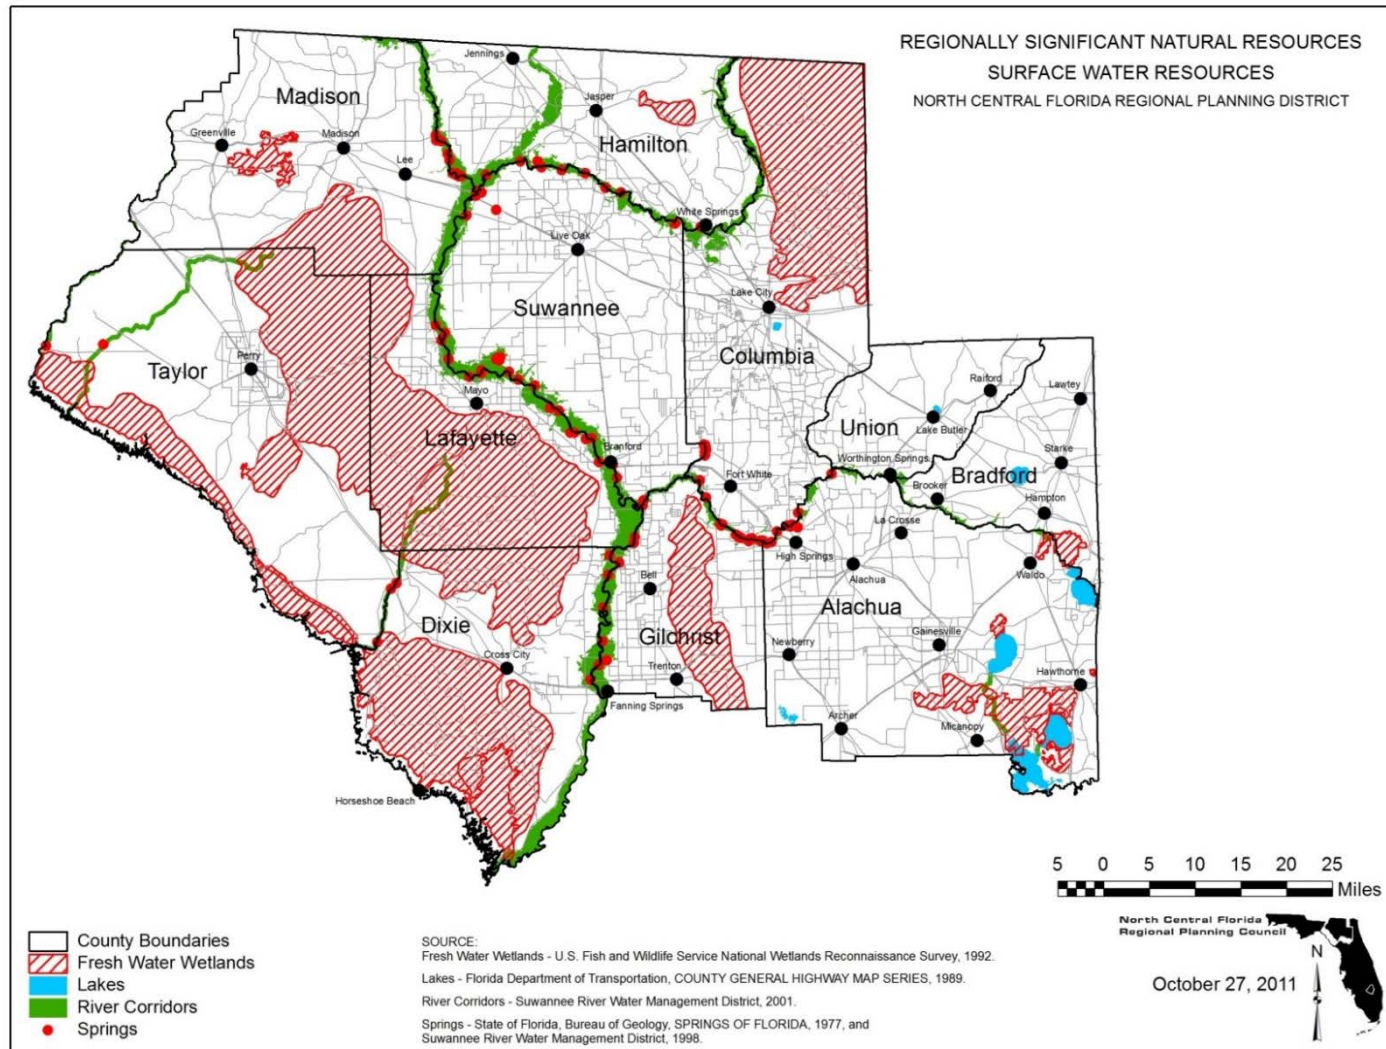 REGIONALLY SIGNIFICANT NATURAL RESOURCES
SURFACE WATER RESOURCES
NORTH CENTRAL FLORIDA REGIONAL PLANNING DISTRICT
Jennings
Madison
Jasper
Greenville
Madison
Hamilton
Lee
White Springs
Live Oak
Lake City
Suwannee
Columbia
Perry
Taylor
Mayo
Raiford
Lawtey
Union
Lake Butler
Lafayette
Branford
Starke
Worthington Springs
Fort White
Bradford
Brooker
Hampton
La Crosse
High Springs
Alachua
Waldo
Bell
Alachua
Dixie
Gilchrist
Gainesville
Newberry
Cross City
Trenton
Hawthorne
Fanning Springs
Archer
Micanopy
Horseshoe Beach
5 0 5 10 15 20 25
Miles
North Central Florida
Regional Planning Council
N
October 27, 2011
County Boundaries
Fresh Water Wetlands
Lakes
River Corridors
Springs
SOURCE:
Fresh Water Wetlands - U.S. Fish and Wildlife Service National Wetlands Reconnaissance Survey, 1992.
Lakes - Florida Department of Transportation, COUNTY GENERAL HIGHWAY MAP SERIES, 1989.
River Corridors - Suwannee River Water Management District, 2001.
Springs - State of Florida, Bureau of Geology, SPRINGS OF FLORIDA, 1977, and
Suwannee River Water Management District, 1998.